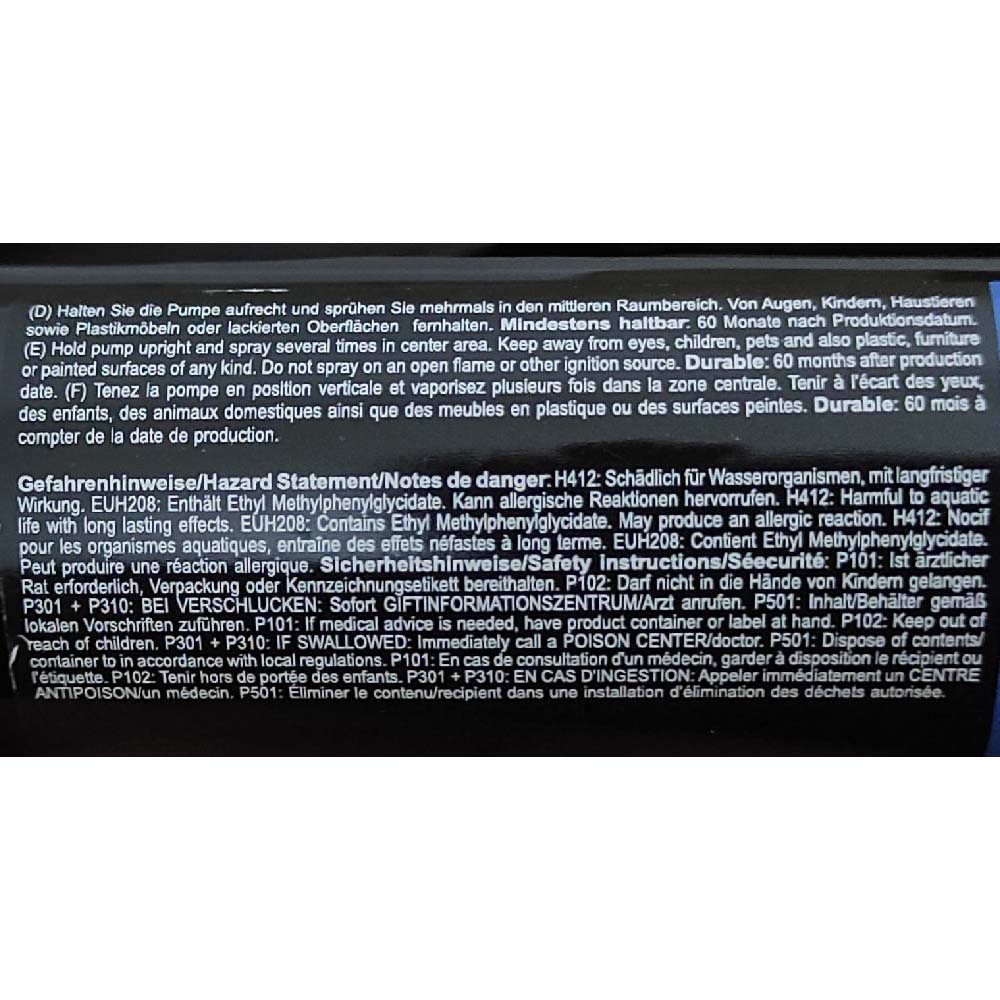 (D) Halten Sie die Pumpe aufrecht und sprühen Sie mehrmals in den mittleren Raumbereich. Von Augen, Kindern, Haustieren
sowie Plastikmöbeln oder lackierten Oberflächen fernhalten. Mindestens haltbar: 60 Monate nach Produktionsdatum.
(E) Hold pump upright and spray several times in center area. Keep away from eyes, children, pets and also plastic, furniture
or painted surfaces of any kind. Do not spray on an open flame or other ignition source. Durable: 60 months after production
date. (F) Tenez la pompe en position verticale et vaporisez plusieurs fois dans la zone centrale. Tenir à l'écart des yeux,
des enfants, des animaux domestiques ainsi que des meubles en plastique ou des surfaces peintes. Durable: 60 mois à
compter de la date de production.
Gefahrenhinweise/Hazard Statement/Notes de danger: H412: Schädlich für Wasserorganismen, mit langfristiger
Wirkung. EUH208: Enthält Ethyl Methylphenylglycidate. Kann allergische Reaktionen hervorrufen. H412: Harmful to aquatic
life with long lasting effects. EUH208: Contains Ethyl Methylphenylglycidate. May produce an allergic reaction. H412: Nocif
pour les organismes aquatiques, entraîne des effets néfastes à long terme. EUH208: Contient Ethyl Methylphenylglycidate.
Peut produire une réaction allergique. Sicherheitshinweise/Safety instructions/Séecurité: P101: Ist ärztlicher
Rat erforderlich, Verpackung oder Kennzeichnungsetikett bereithalten. P102: Darf nicht in die Hände von Kindern gelangen.
P301 + P310: BEI VERSCHLUCKEN: Sofort GIFTINFORMATIONSZENTRUM/Arzt anrufen. P501: Inhalt/Behälter gemäß
lokalen Vorschriften zuführen. P101: If medical advice is needed, have product container or label at hand. P102: Keep out of
reach of children. P301 + P310: IF SWALLOWED: Immediately call a POISON CENTER/doctor. P501: Dispose of contents/
container to in accordance with local regulations. P101: En cas de consultation d'un médecin, garder à disposition le récipient ou
l'étiquette. P102: Tenir hors de portée des enfants. P301 + P310: EN CAS D'INGESTION: Appeler immédiatement un CENTRE
ANTIPOISON/un médecin. P501: Éliminer le contenu/recipient dans une installation d'élimination des déchets autorisée.